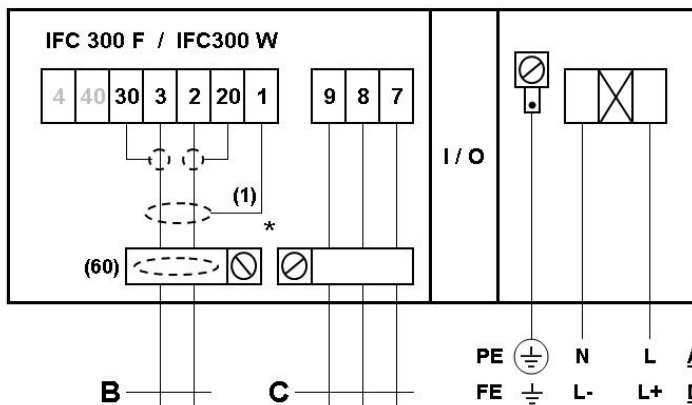 IFC 300 F / IFC300 W
4 40 30 3 2 20 1 9 8 7
I / O
(1)
*
(60)
PE N L
FE L- L+
B C